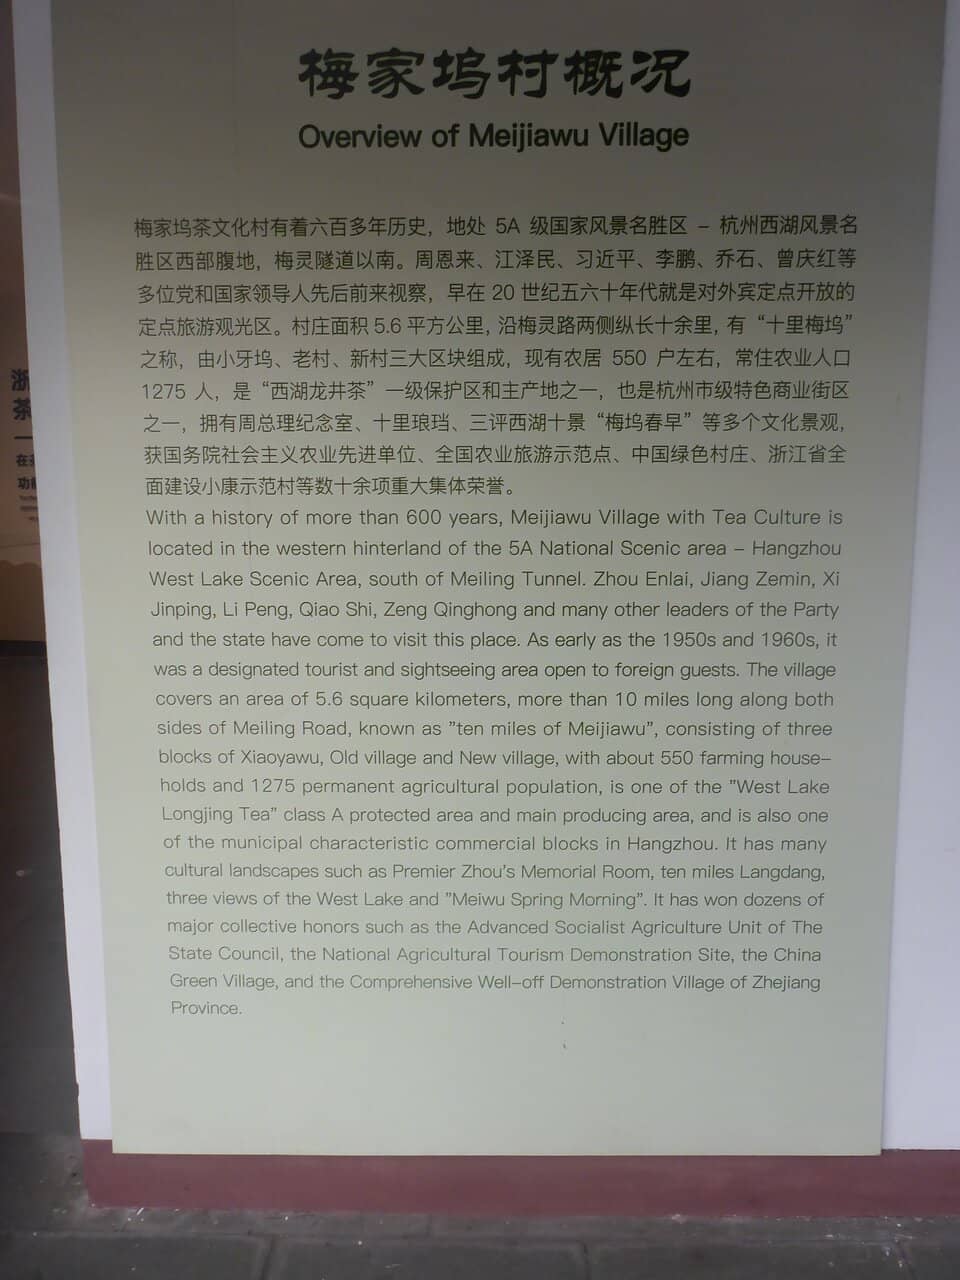 梅家坞村概况
Overview of Meijiawu Village
梅家坞茶文化村有着六百多年历史，地处 5A 级国家风景名胜区 – 杭州西湖风景名
胜区西部腹地，梅灵隧道以南。周恩来、江泽民、习近平、李鹏、乔石、曾庆红等
多位党和国家领导人先后前来视察，早在 20 世纪五六十年代就是对外宾定点开放的
定点旅游观光区。村庄面积 5.6 平方公里, 沿梅灵路两侧纵长十余里, 有“十里梅坞”
之称，由小牙坞、老村、新村三大区块组成，现有农居 550 户左右，常住农业人口
1275 人，是“西湖龙井茶”一级保护区和主产地之一，也是杭州市级特色商业街区
之一，拥有周总理纪念室、十里琅珰、三评西湖十景“梅坞春早”等多个文化景观，
获国务院社会主义农业先进单位、全国农业旅游示范点、中国绿色村庄、浙江省全
面建设小康示范村等数十余项重大集体荣誉。
With a history of more than 600 years, Meijiawu Village with Tea Culture is
located in the western hinterland of the 5A National Scenic area – Hangzhou
West Lake Scenic Area, south of Meiling Tunnel. Zhou Enlai, Jiang Zemin, Xi
Jinping, Li Peng, Qiao Shi, Zeng Qinghong and many other leaders of the Party
and the state have come to visit this place. As early as the 1950s and 1960s, it
was a designated tourist and sightseeing area open to foreign guests. The village
covers an area of 5.6 square kilometers, more than 10 miles long along both
sides of Meiling Road, known as "ten miles of Meijiawu", consisting of three
blocks of Xiaoyawu, Old village and New village, with about 550 farming house–
holds and 1275 permanent agricultural population, is one of the "West Lake
Longjing Tea" class A protected area and main producing area, and is also one
of the municipal characteristic commercial blocks in Hangzhou. It has many
cultural landscapes such as Premier Zhou's Memorial Room, ten miles Langdang,
three views of the West Lake and "Meiwu Spring Morning". It has won dozens of
major collective honors such as the Advanced Socialist Agriculture Unit of The
State Council, the National Agricultural Tourism Demonstration Site, the China
Green Village, and the Comprehensive Well–off Demonstration Village of Zhejiang
Province.
浙
茶